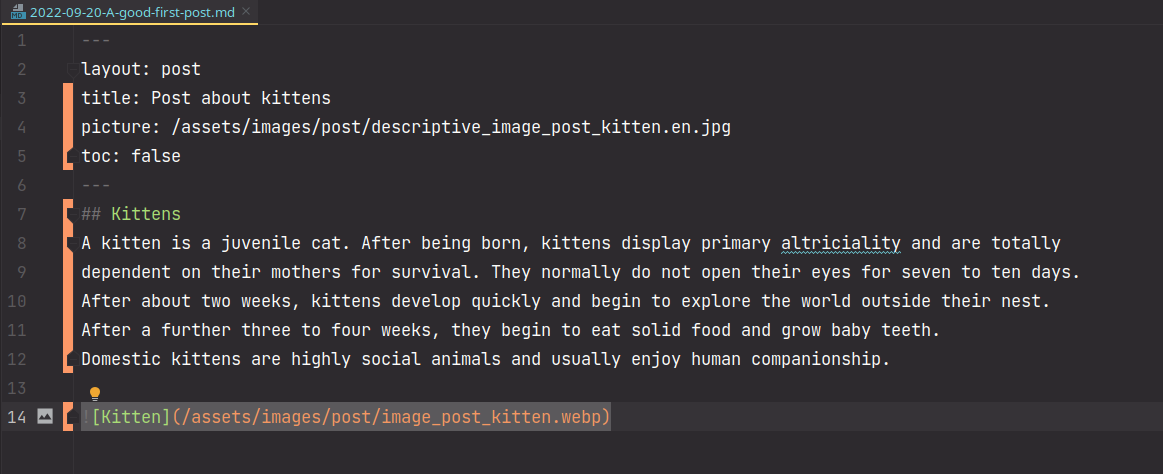 2022-09-20-A-good-first-post.md
1 ---
2 layout: post
3 title: Post about kittens
4 picture: /assets/images/post/descriptive_image_post_kitten.en.jpg
5 toc: false
6 ---
7 ## Kittens
8 A kitten is a juvenile cat. After being born, kittens display primary altriciality and are totally
9 dependent on their mothers for survival. They normally do not open their eyes for seven to ten days.
10 After about two weeks, kittens develop quickly and begin to explore the world outside their nest.
11 After a further three to four weeks, they begin to eat solid food and grow baby teeth.
12 Domestic kittens are highly social animals and usually enjoy human companionship.
13
14 ![Kitten](/assets/images/post/image_post_kitten.webp)